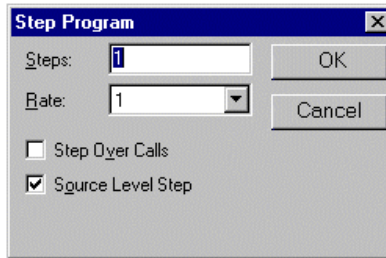 Step Program
Steps: 1
OK
Rate: 1
Cancel
Step Over Calls
Source Level Step